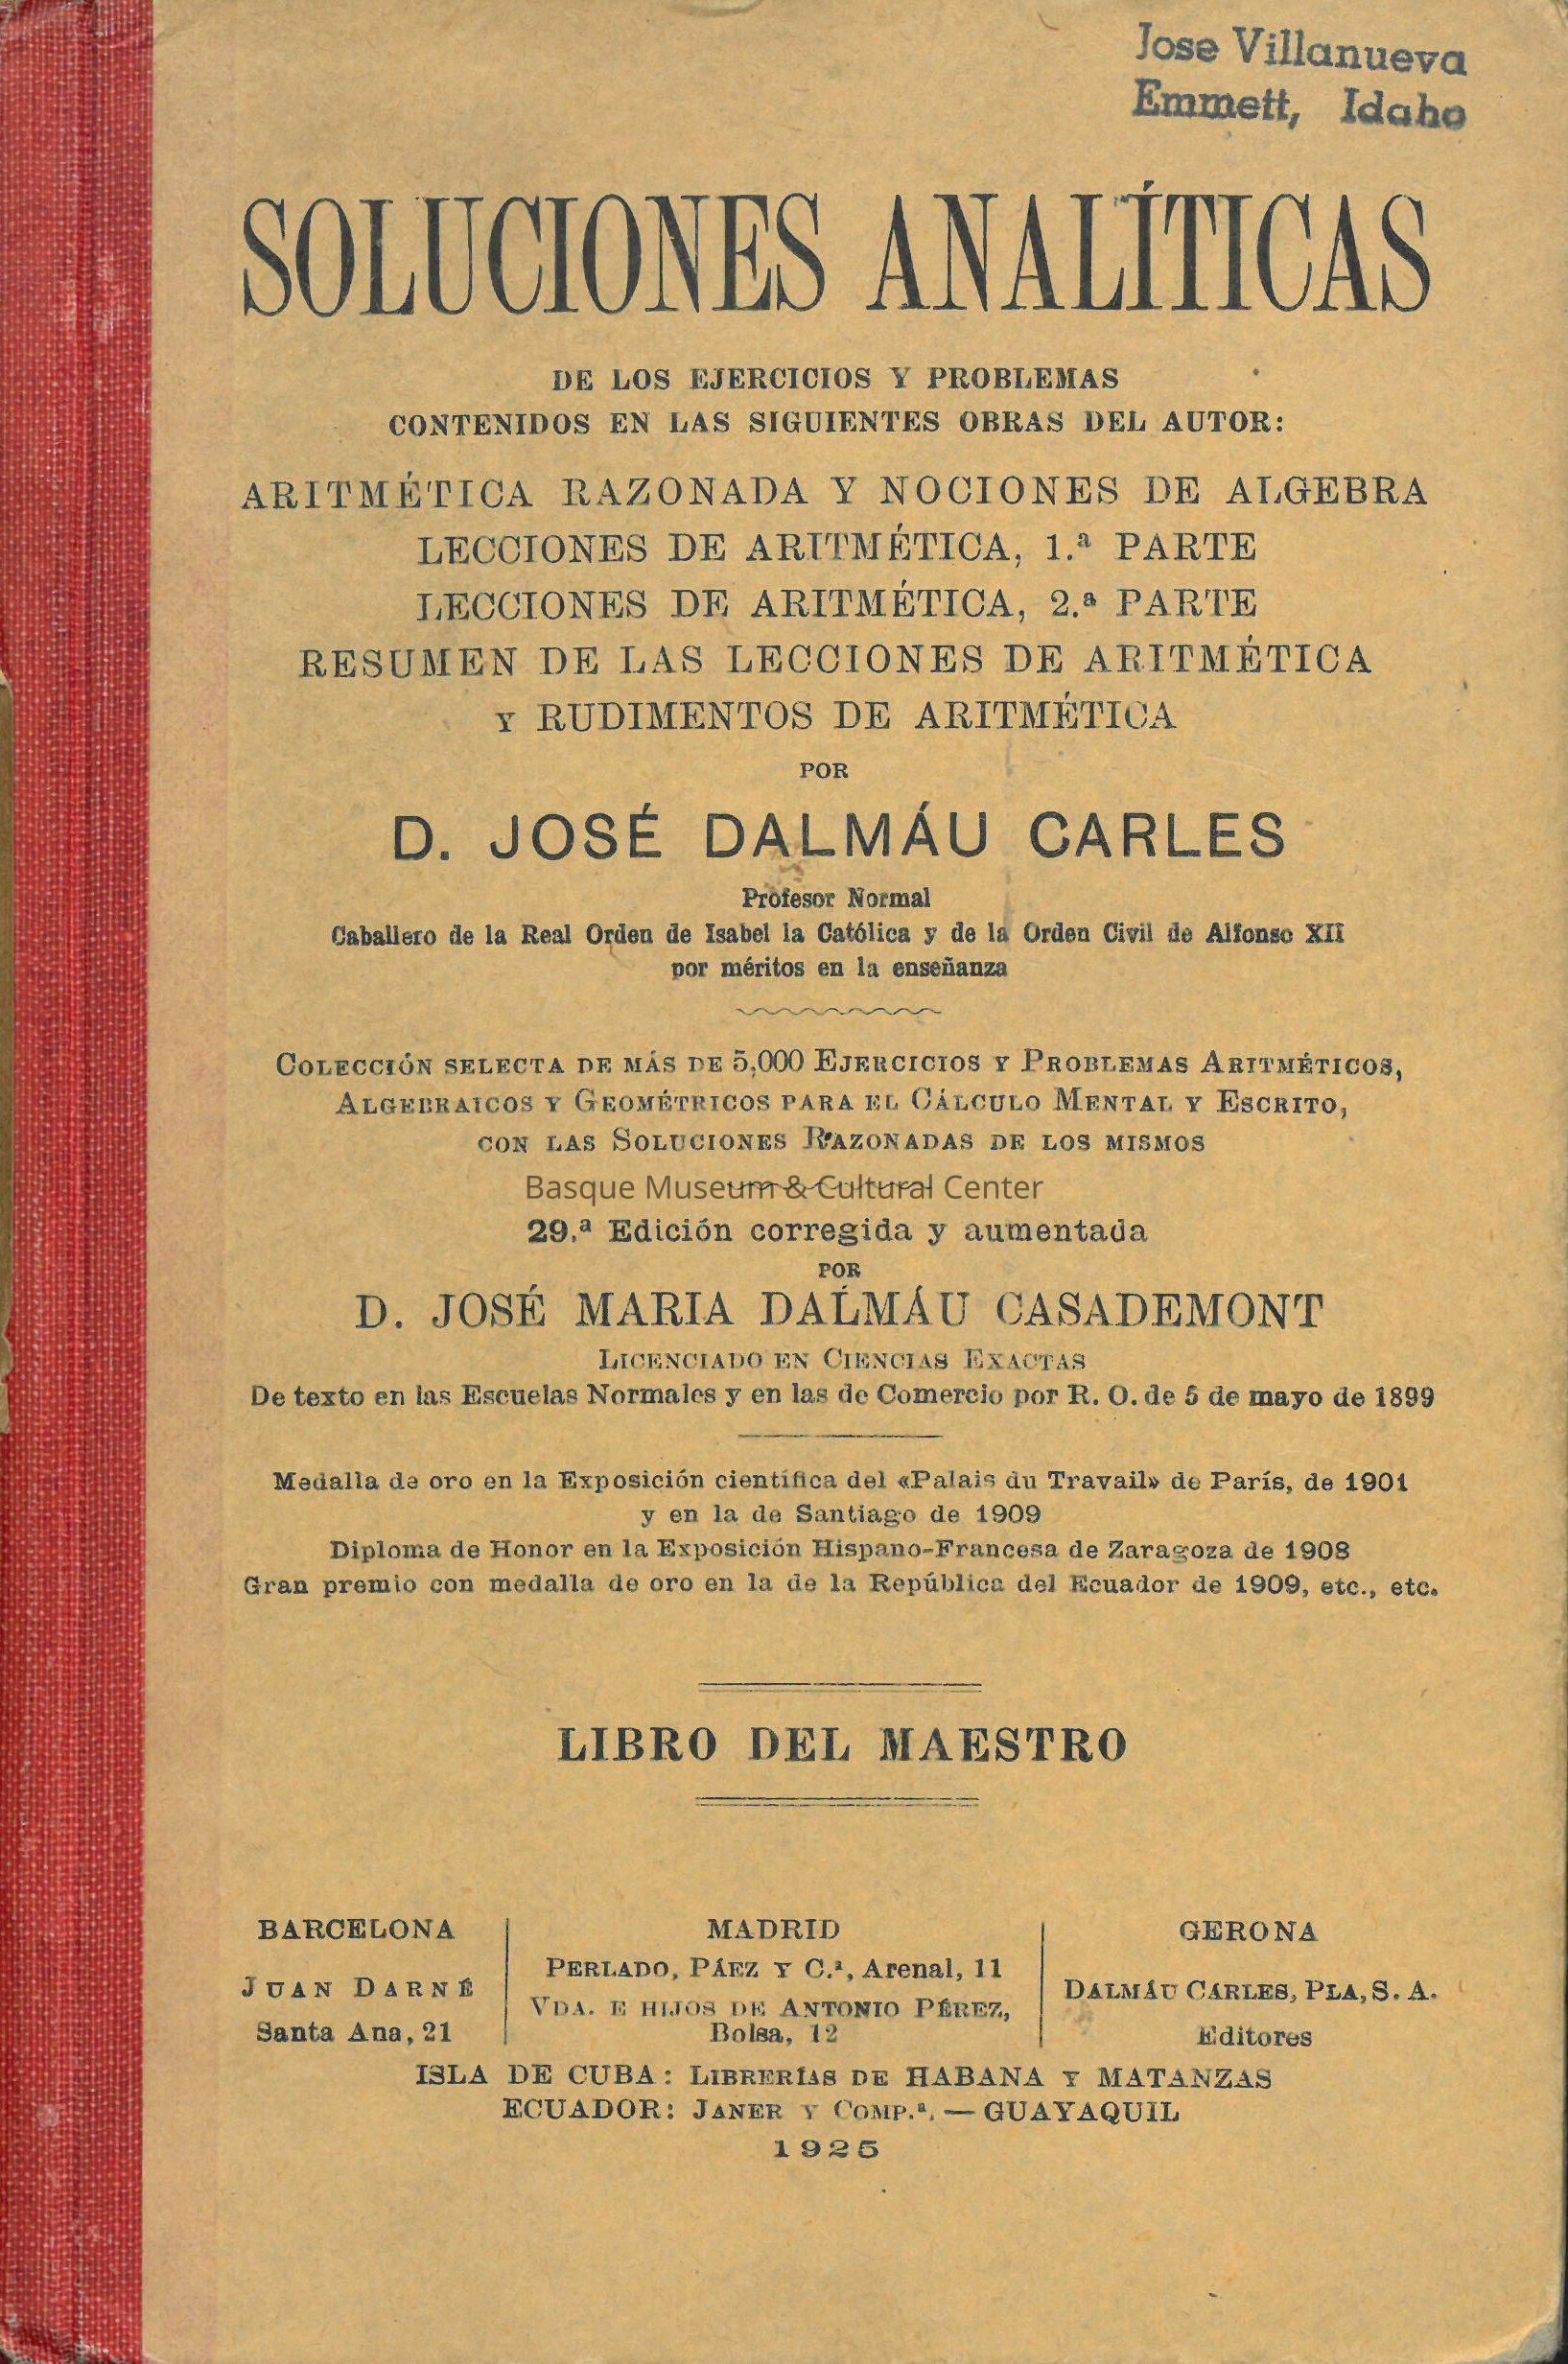 Jose Villanueva
Emmett, Idaho
SOLUCIONES ANALÍTICAS
DE LOS EJERCICIOS Y PROBLEMAS
CONTENIDOS EN LAS SIGUIENTES OBRAS DEL AUTOR:
ARITMÉTICA RAZONADA Y NOCIONES DE ALGEBRA
LECCIONES DE ARITMÉTICA, 1.ª PARTE
LECCIONES DE ARITMÉTICA, 2.ª PARTE
RESUMEN DE LAS LECCIONES DE ARITMÉTICA
Y RUDIMENTOS DE ARITMÉTICA
POR
D. JOSÉ DALMÁU CARLES
Profesor Normal
Caballero de la Real Orden de Isabel la Católica y de la Orden Civil de Alfonso XII
por méritos en la enseñanza
COLECCIÓN SELECTA DE MÁS DE 5,000 EJERCICIOS Y PROBLEMAS ARITMÉTICOS,
ALGEBRAICOS Y GEOMÉTRICOS PARA EL CÁLCULO MENTAL Y ESCRITO,
CON LAS SOLUCIONES RAZONADAS DE LOS MISMOS
Basque Museum & Cultural Center
29.ª Edición corregida y aumentada
POR
D. JOSÉ MARIA DALMÁU CASADEMONT
LICENCIADO EN CIENCIAS EXACTAS
De texto en las Escuelas Normales y en las de Comercio por R. O. de 5 de mayo de 1899
Medalla de oro en la Exposición científica del «Palais du Travail» de París, de 1901
y en la de Santiago de 1909
Diploma de Honor en la Exposición Hispano-Francesa de Zaragoza de 1908
Gran premio con medalla de oro en la de la República del Ecuador de 1909, etc., etc.
LIBRO DEL MAESTRO
BARCELONA
JUAN DARNÉ
Santa Ana, 21
MADRID
PERLADO, PÁEZ Y C.ª, Arenal, 11
VDA. E HIJOS DE ANTONIO PÉREZ,
Bolsa, 12
GERONA
DALMÁU CARLES, PLA, S. A.
Editores
ISLA DE CUBA: LIBRERÍAS DE HABANA Y MATANZAS
ECUADOR: JANER Y COMP.ª. — GUAYAQUIL
1925